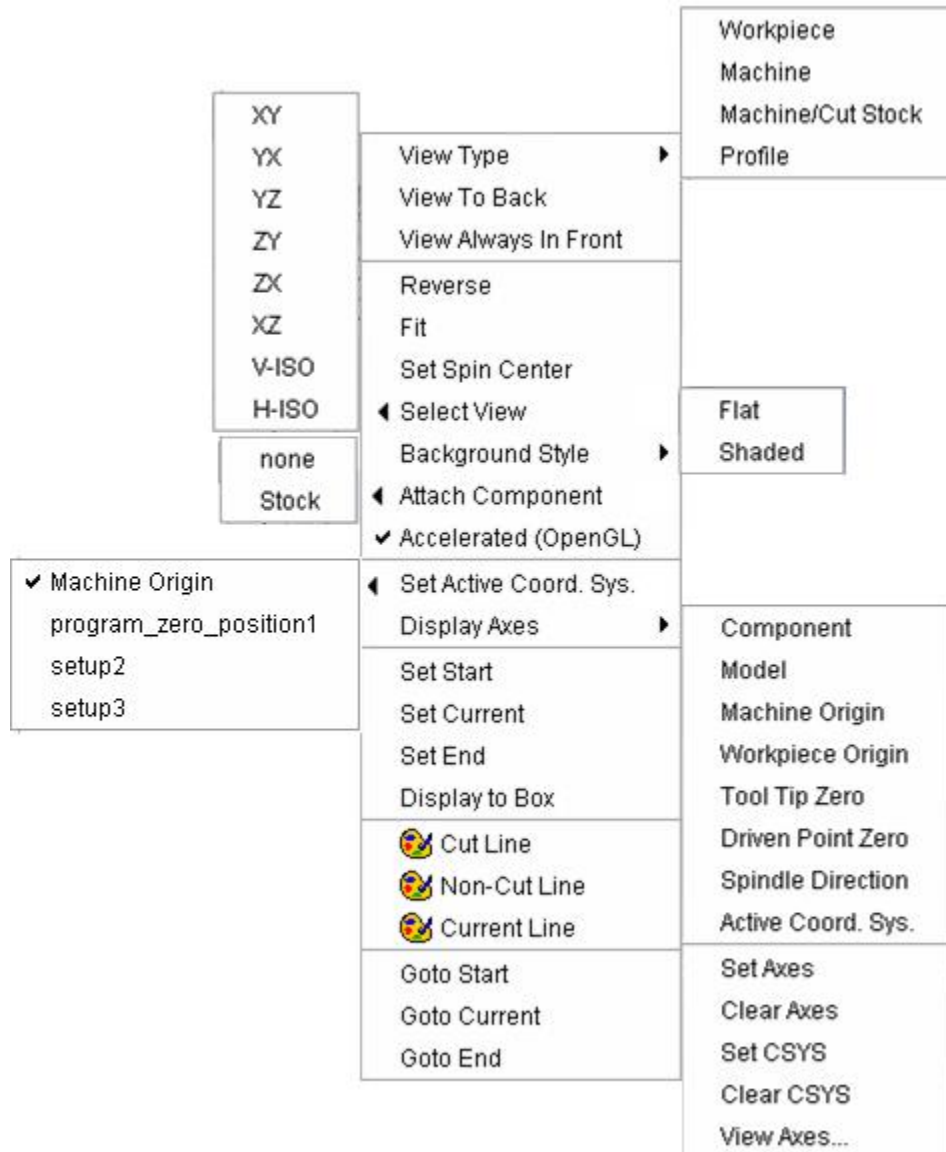 Workpiece
Machine
Machine/Cut Stock
Profile
XY
YX
YZ
ZY
ZX
XZ
V-ISO
H-ISO
View Type
View To Back
View Always In Front
Reverse
Fit
Set Spin Center
Select View
Background Style
Attach Component
Accelerated (OpenGL)
Flat
Shaded
none
Stock
Machine Origin
program_zero_position1
setup2
setup3
Set Active Coord. Sys.
Display Axes
Set Start
Set Current
Set End
Display to Box
Cut Line
Non-Cut Line
Current Line
Goto Start
Goto Current
Goto End
Component
Model
Machine Origin
Workpiece Origin
Tool Tip Zero
Driven Point Zero
Spindle Direction
Active Coord. Sys.
Set Axes
Clear Axes
Set CSYS
Clear CSYS
View Axes...